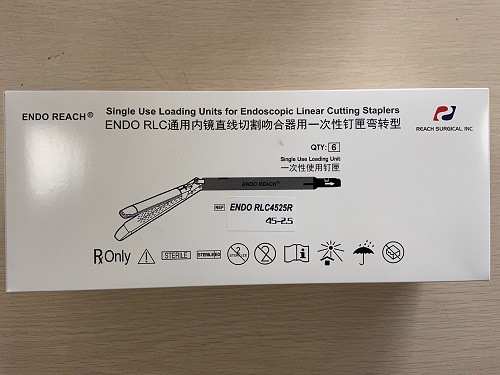 ENDO REACH®
Single Use Loading Units for Endoscopic Linear Cutting Staplers
ENDO RLC通用内镜直线切割吻合器用一次性钉匣弯转型
REACH SURGICAL, INC.
QTY: 6
Single Use Loading Unit
一次性使用钉匣
ENDO REACH®
REF ENDO RLC4525R
45-2.5
Rx Only
STERILE
STERILE EO